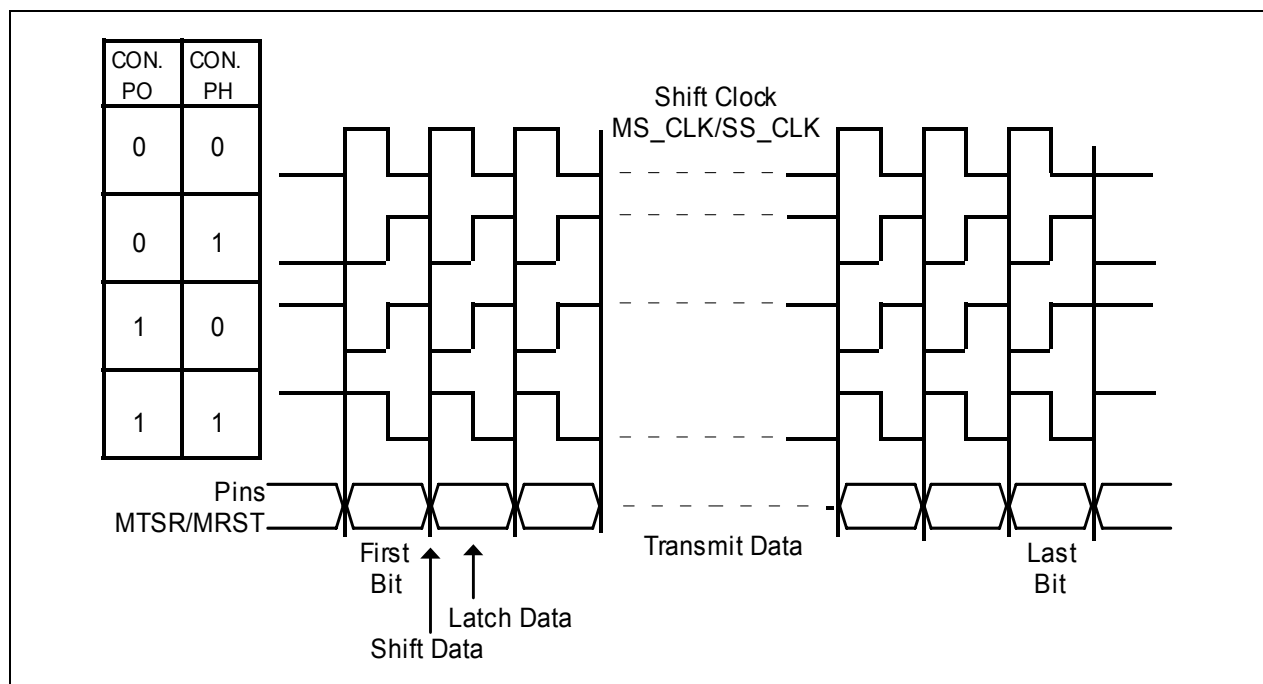 CON. CON.
PO PH
0 0
0 1
1 0
1 1
Shift Clock
MS_CLK/SS_CLK
Pins
MTSR/MRST
First
Bit
Transmit Data
Last
Bit
Latch Data
Shift Data